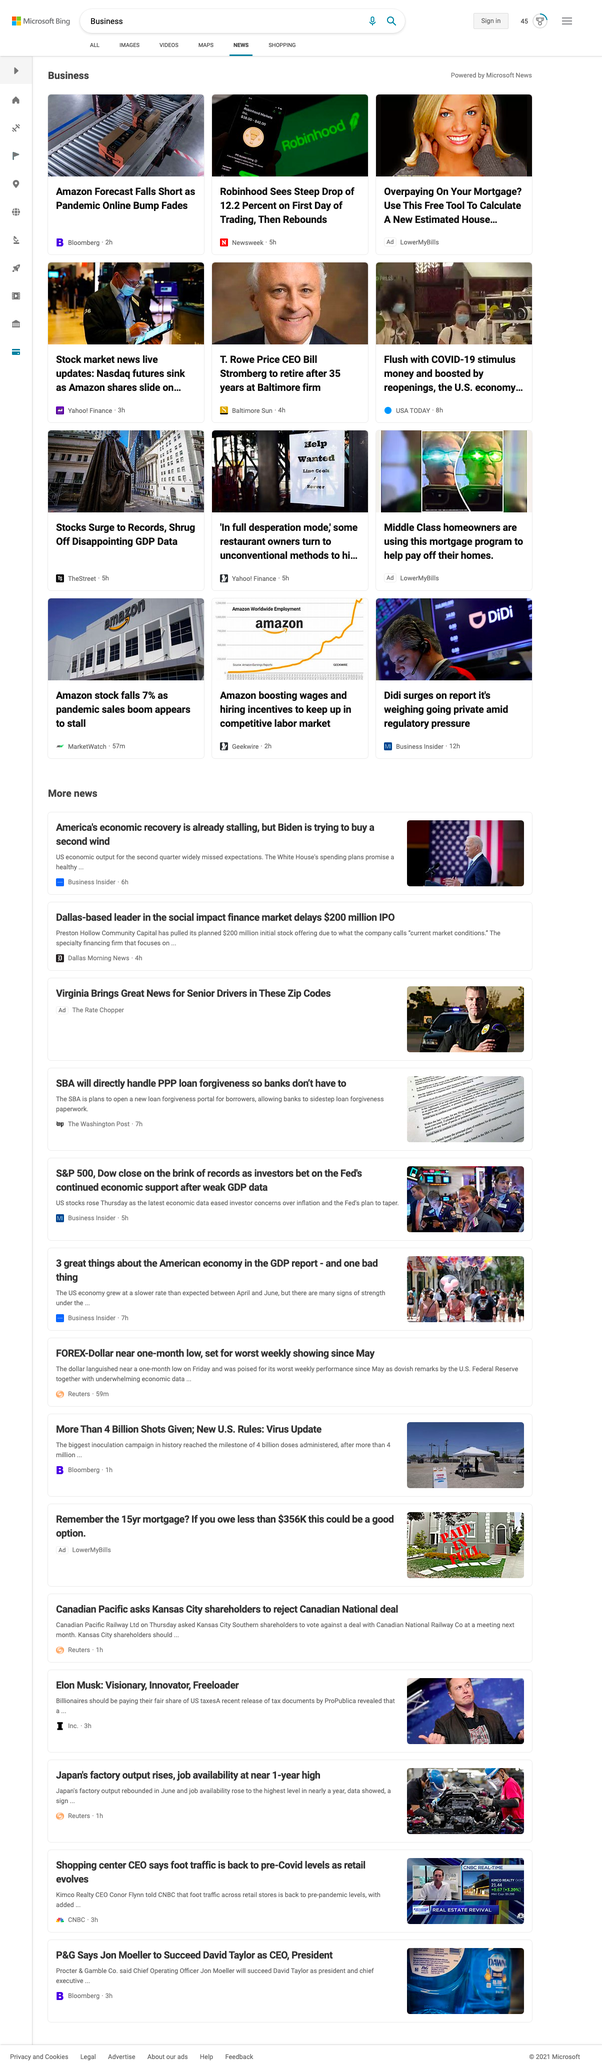 Microsoft Bing
Business
Sign in
45
ALL IMAGES VIDEOS MAPS NEWS SHOPPING
Business
Powered by Microsoft News
Robinhood
Amazon Forecast Falls Short as
Pandemic Online Bump Fades
Bloomberg · 2h
Robinhood Sees Steep Drop of
12.2 Percent on First Day of
Trading, Then Rebounds
Newsweek · 5h
Overpaying On Your Mortgage?
Use This Free Tool To Calculate
A New Estimated House...
Ad LowerMyBills
Stock market news live
updates: Nasdaq futures sink
as Amazon shares slide on...
Yahoo! Finance · 3h
T. Rowe Price CEO Bill
Stromberg to retire after 35
years at Baltimore firm
Baltimore Sun · 4h
Flush with COVID-19 stimulus
money and boosted by
reopenings, the U.S. economy...
USA TODAY · 8h
Help
Wanted
Line Cook
Stocks Surge to Records, Shrug
Off Disappointing GDP Data
TheStreet · 5h
'In full desperation mode,' some
restaurant owners turn to
unconventional methods to hi...
Yahoo! Finance · 5h
Middle Class homeowners are
using this mortgage program to
help pay off their homes.
Ad LowerMyBills
amazon
Amazon Worldwide Employment
amazon
DiDi
Amazon stock falls 7% as
pandemic sales boom appears
to stall
MarketWatch · 57m
Amazon boosting wages and
hiring incentives to keep up in
competitive labor market
Geekwire · 2h
Didi surges on report it's
weighing going private amid
regulatory pressure
Business Insider · 12h
More news
America's economic recovery is already stalling, but Biden is trying to buy a
second wind
US economic output for the second quarter widely missed expectations. The White House's spending plans promise a
healthy ...
Business Insider · 6h
Dallas-based leader in the social impact finance market delays $200 million IPO
Preston Hollow Community Capital has pulled its planned $200 million initial stock offering due to what the company calls “current market conditions.” The
specialty financing firm that focuses on ...
Dallas Morning News · 4h
Virginia Brings Great News for Senior Drivers in These Zip Codes
Ad The Rate Chopper
SBA will directly handle PPP loan forgiveness so banks don’t have to
The SBA is plans to open a new loan forgiveness portal for borrowers, allowing banks to sidestep loan forgiveness
paperwork.
The Washington Post · 7h
S&P 500, Dow close on the brink of records as investors bet on the Fed's
continued economic support after weak GDP data
US stocks rose Thursday as the latest economic data eased investor concerns over inflation and the Fed's plan to taper.
Business Insider · 5h
3 great things about the American economy in the GDP report - and one bad
thing
The US economy grew at a slower rate than expected between April and June, but there are many signs of strength
under the ...
Business Insider · 7h
FOREX-Dollar near one-month low, set for worst weekly showing since May
The dollar languished near a one-month low on Friday and was poised for its worst weekly performance since May as dovish remarks by the U.S. Federal Reserve
together with underwhelming economic data ...
Reuters · 59m
More Than 4 Billion Shots Given; New U.S. Rules: Virus Update
The biggest inoculation campaign in history reached the milestone of 4 billion doses administered, after more than 4
million ...
Bloomberg · 1h
Remember the 15yr mortgage? If you owe less than $356K this could be a good
option.
Ad LowerMyBills
PAID
IN
FULL
Canadian Pacific asks Kansas City shareholders to reject Canadian National deal
Canadian Pacific Railway Ltd on Thursday asked Kansas City Southern shareholders to vote against a deal with Canadian National Railway Co at a meeting next
month. Kansas City shareholders should ...
Reuters · 1h
Elon Musk: Visionary, Innovator, Freeloader
Billionaires should be paying their fair share of US taxesA recent release of tax documents by ProPublica revealed that
a ...
Inc. · 3h
Japan's factory output rises, job availability at near 1-year high
Japan's factory output rebounded in June and job availability rose to the highest level in nearly a year, data showed, a
sign ...
Reuters · 1h
Shopping center CEO says foot traffic is back to pre-Covid levels as retail
evolves
Kimco Realty CEO Conor Flynn told CNBC that foot traffic across retail stores is back to pre-pandemic levels, with
added ...
CNBC · 3h
CNBC REAL-TIME
KIMCO REALTY
21.44
REAL ESTATE REVIVAL
P&G Says Jon Moeller to Succeed David Taylor as CEO, President
Procter & Gamble Co. said Chief Operating Officer Jon Moeller will succeed David Taylor as president and chief
executive ...
Bloomberg · 3h
DAWN
Privacy and Cookies Legal Advertise About our ads Help Feedback
© 2021 Microsoft